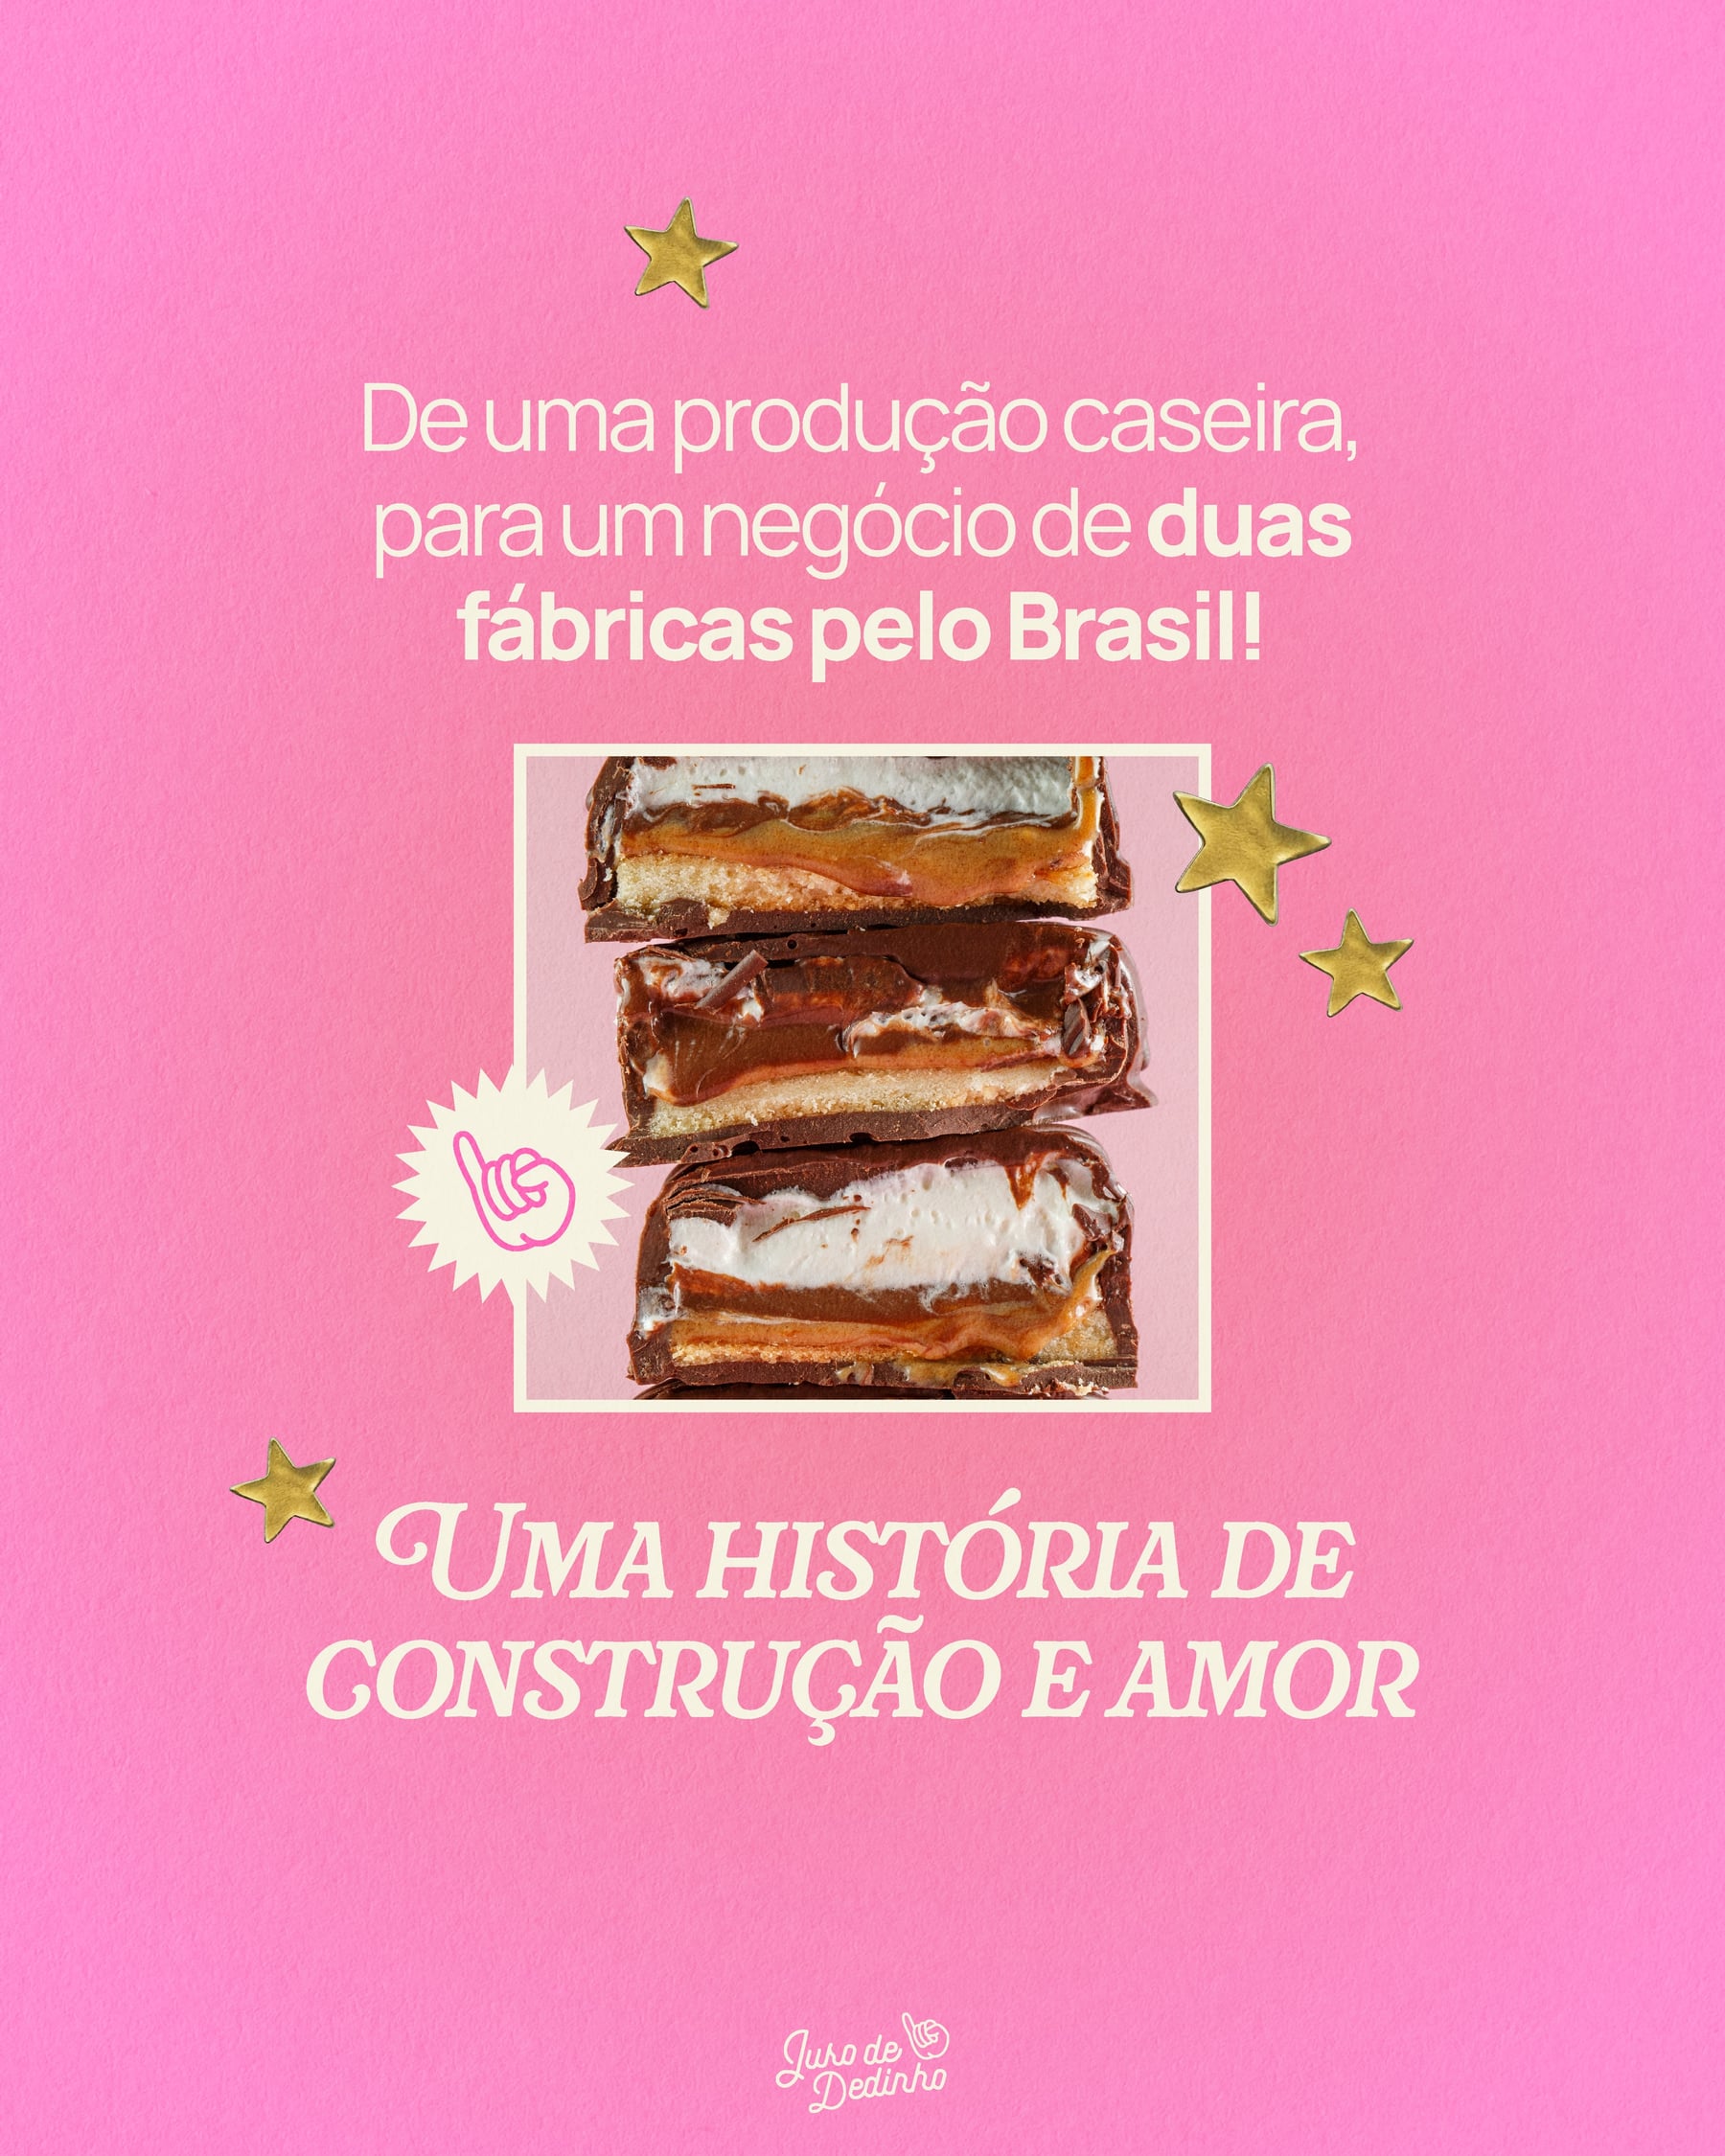 De uma produção caseira,
para um negócio de duas
fábricas pelo Brasil!
UMA HISTÓRIA DE
CONSTRUÇÃO E AMOR
Juro de
Dedinho